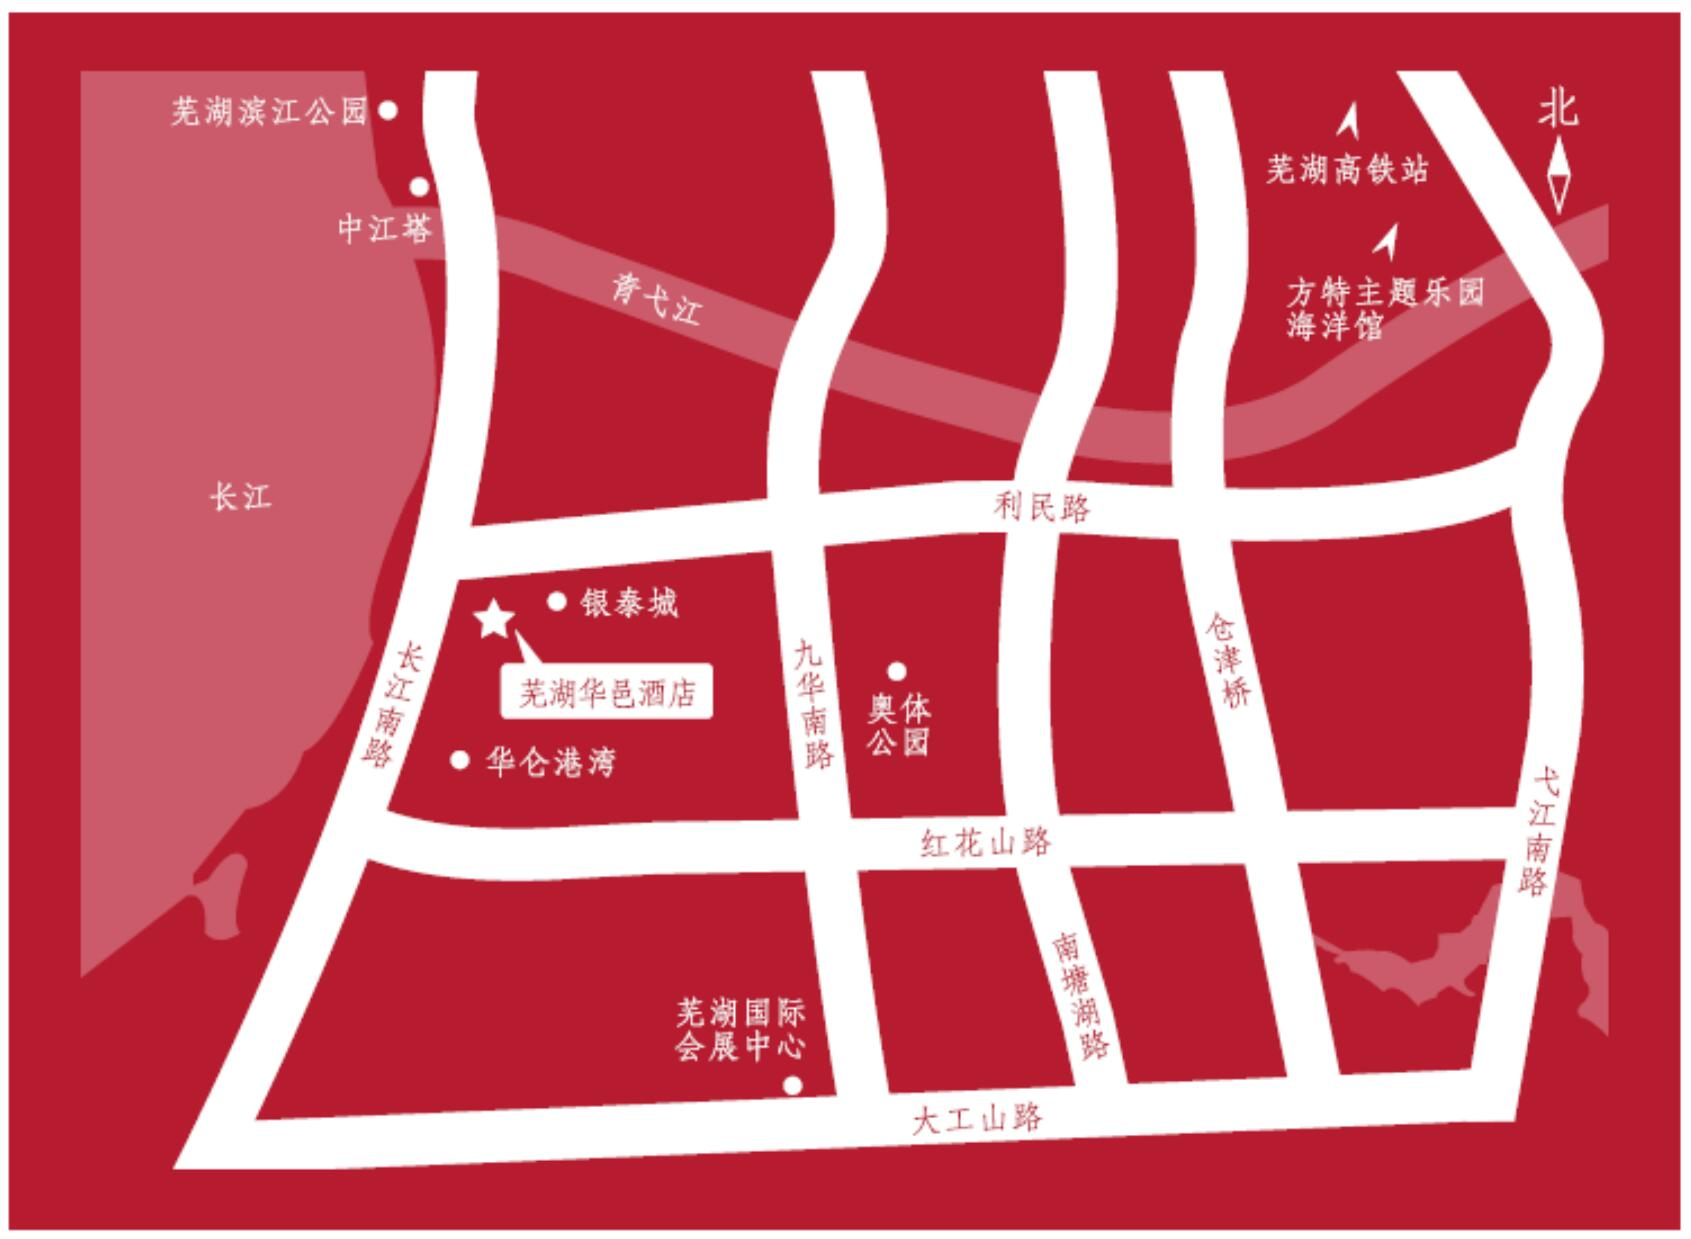 芜湖滨江公园
北
芜湖高铁站
中江塔
青弋江
方特主题乐园
海洋馆
长江
利民路
银泰城
长江南路
芜湖华邑酒店
九华南路
奥体
公园
仓津桥
华仑港湾
弋江南路
红花山路
南塘湖路
芜湖国际
会展中心
大工山路